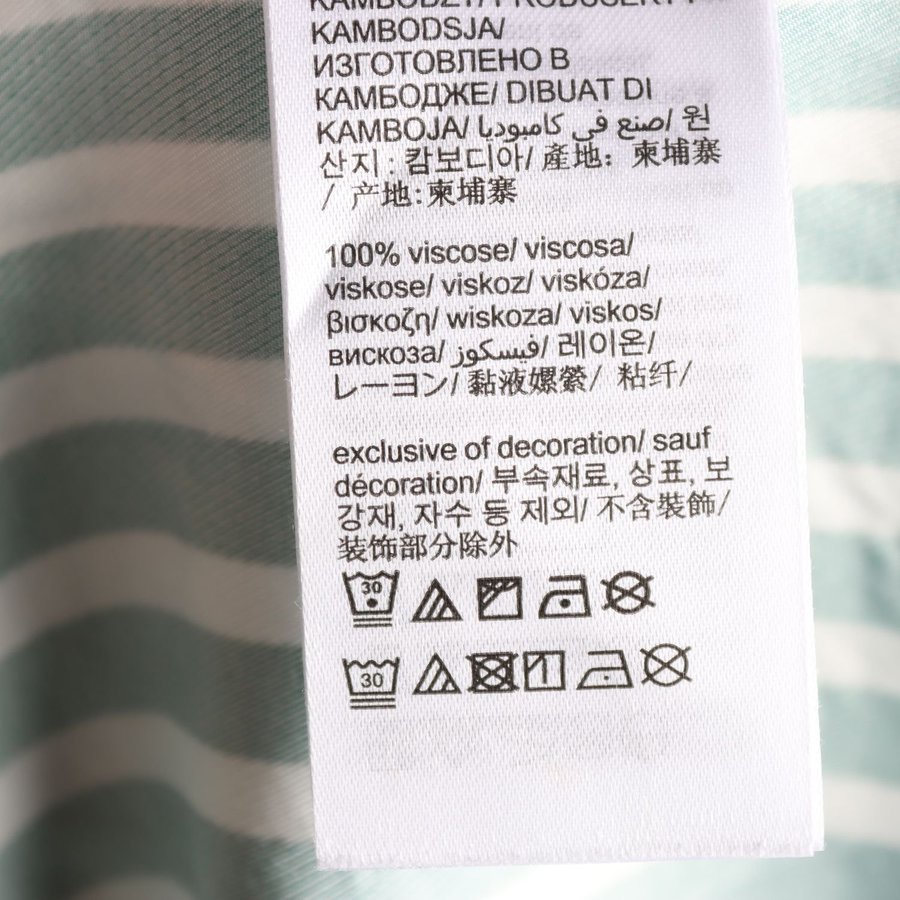 KAMBODSJA/
ИЗГОТОВЛЕНО В
КАМБОДЖЕ/ DIBUAT DI
KAMBOJA/ صنع في كامبوديا/ 원
산지 : 캄보디아/ 產地: 柬埔寨
/ 产地:柬埔寨
100% viscose/ viscosa/
viskose/ viskoz/ viskóza/
βισκοζη/ wiskoza/ viskos/
вискоза/ فيسكوز/ 레이온/
レーヨン/ 黏液嫘縈/ 粘纤/
exclusive of decoration/ sauf
décoration/ 부속재료, 상표, 보
강재, 자수 등 제외/ 不含裝飾/
装饰部分除外
30
30